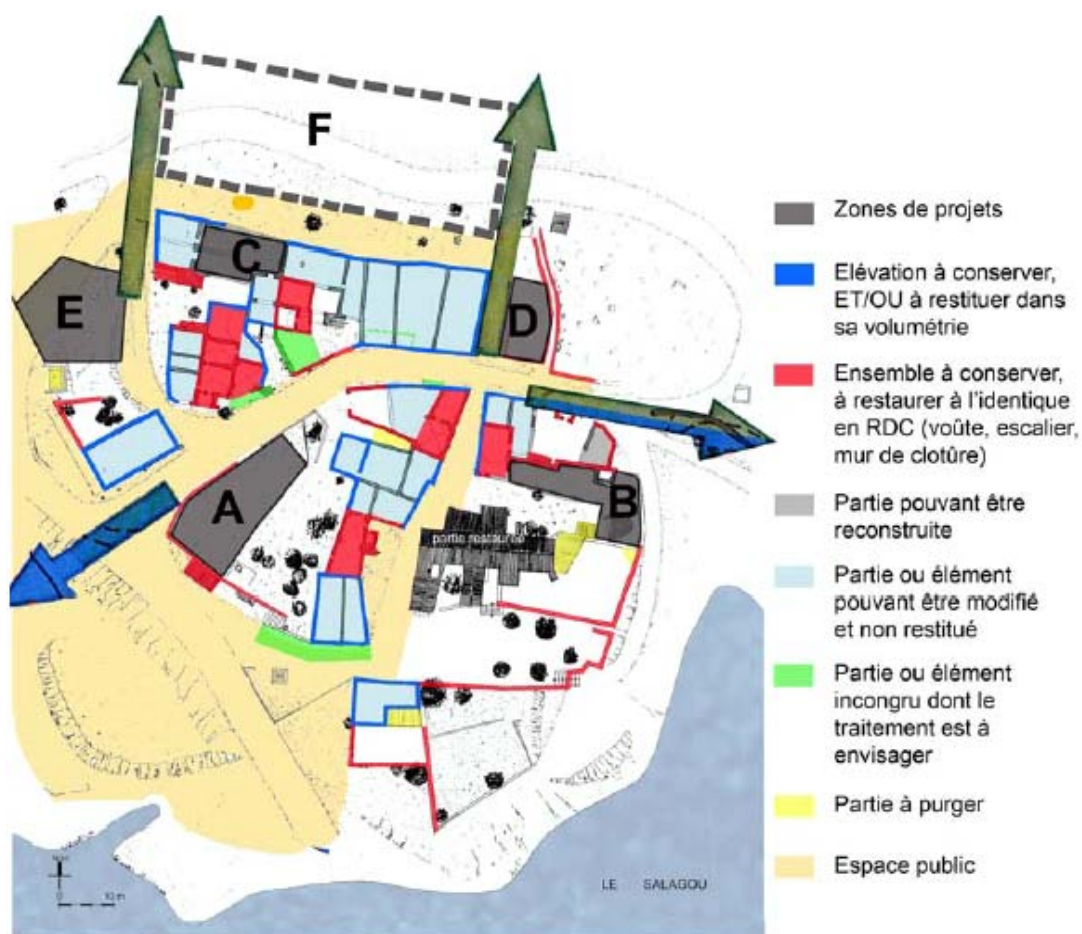 F
C
E
D
A
B
partie restaurée
LE SALAGOU
0 10 m
Zones de projets
Elévation à conserver,
ET/OU à restituer dans
sa volumétrie
Ensemble à conserver,
à restaurer à l'identique
en RDC (voûte, escalier,
mur de clotûre)
Partie pouvant être
reconstruite
Partie ou élément
pouvant être modifié
et non restitué
Partie ou élément
incongru dont le
traitement est à
envisager
Partie à purger
Espace public